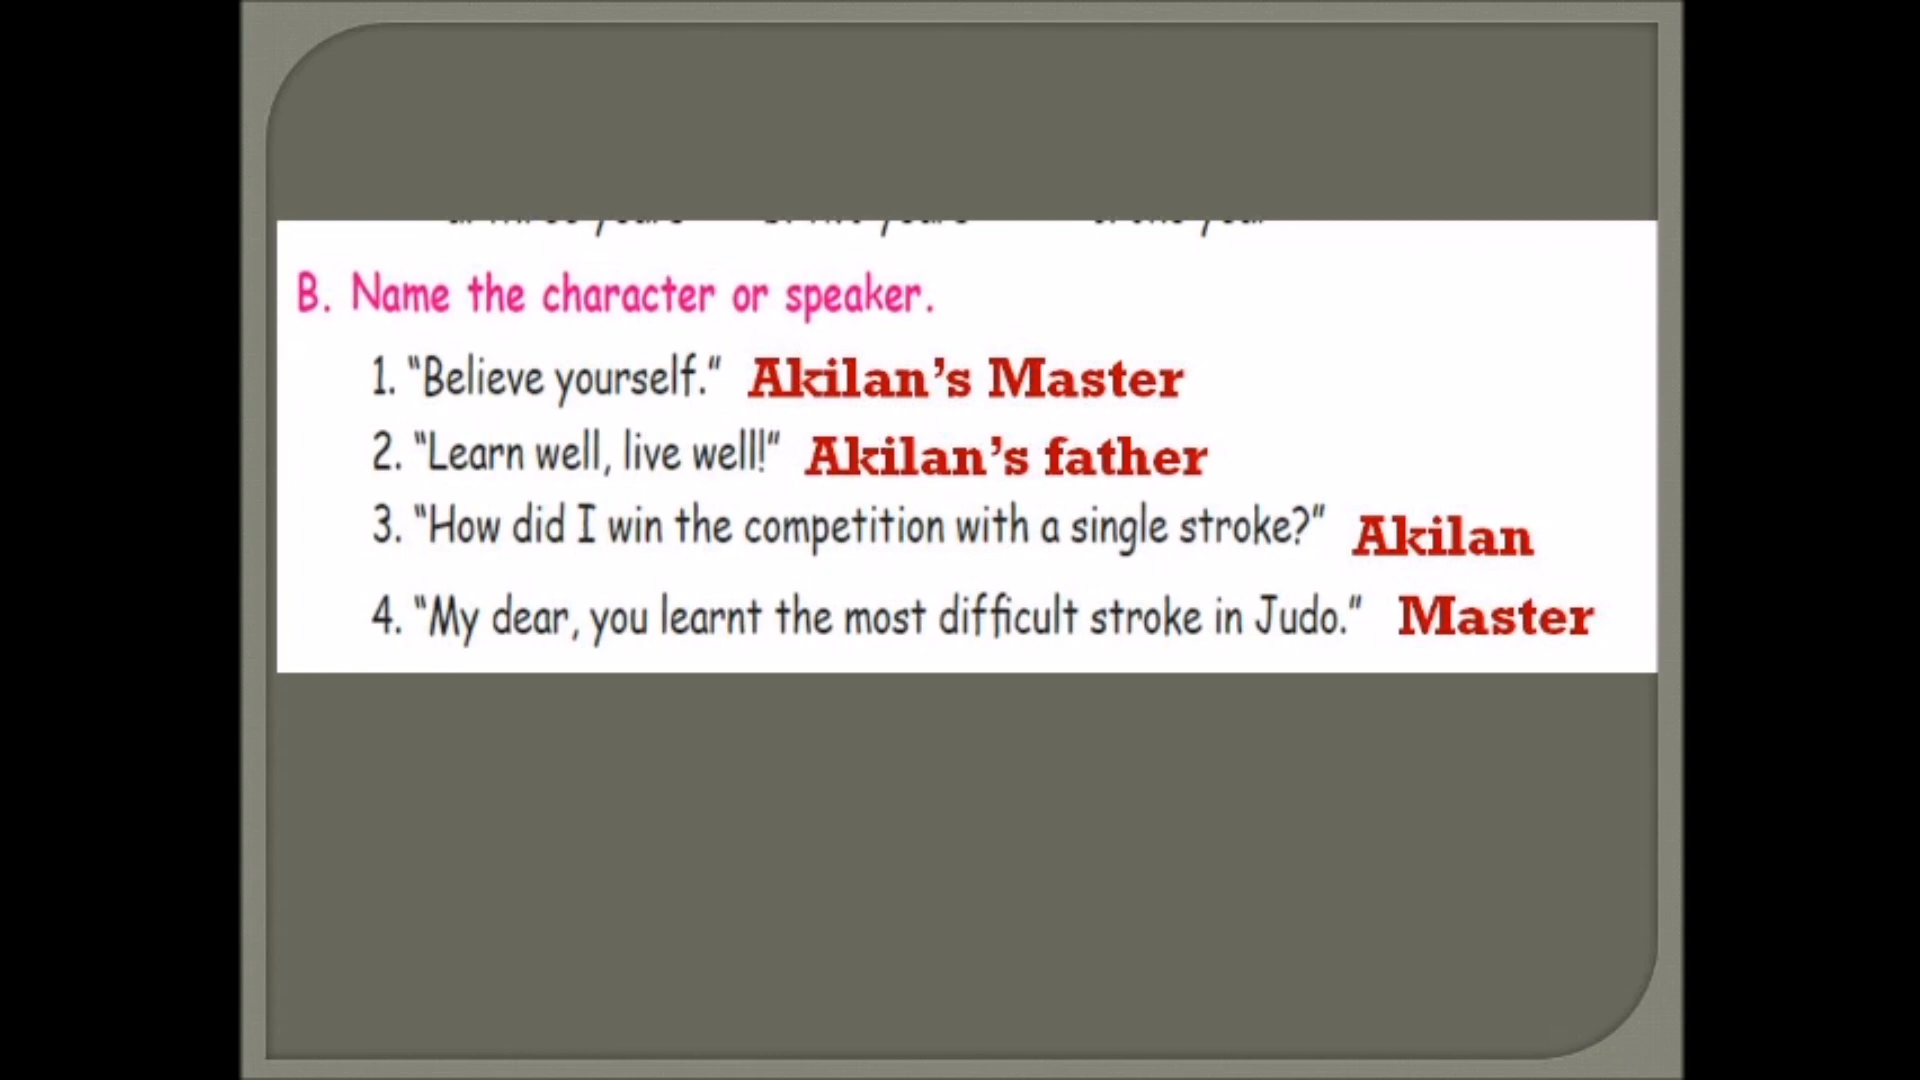 B. Name the character or speaker.
1. “Believe yourself.” Akilan’s Master
2. “Learn well, live well!” Akilan’s father
3. “How did I win the competition with a single stroke?” Akilan
4. “My dear, you learnt the most difficult stroke in Judo.” Master